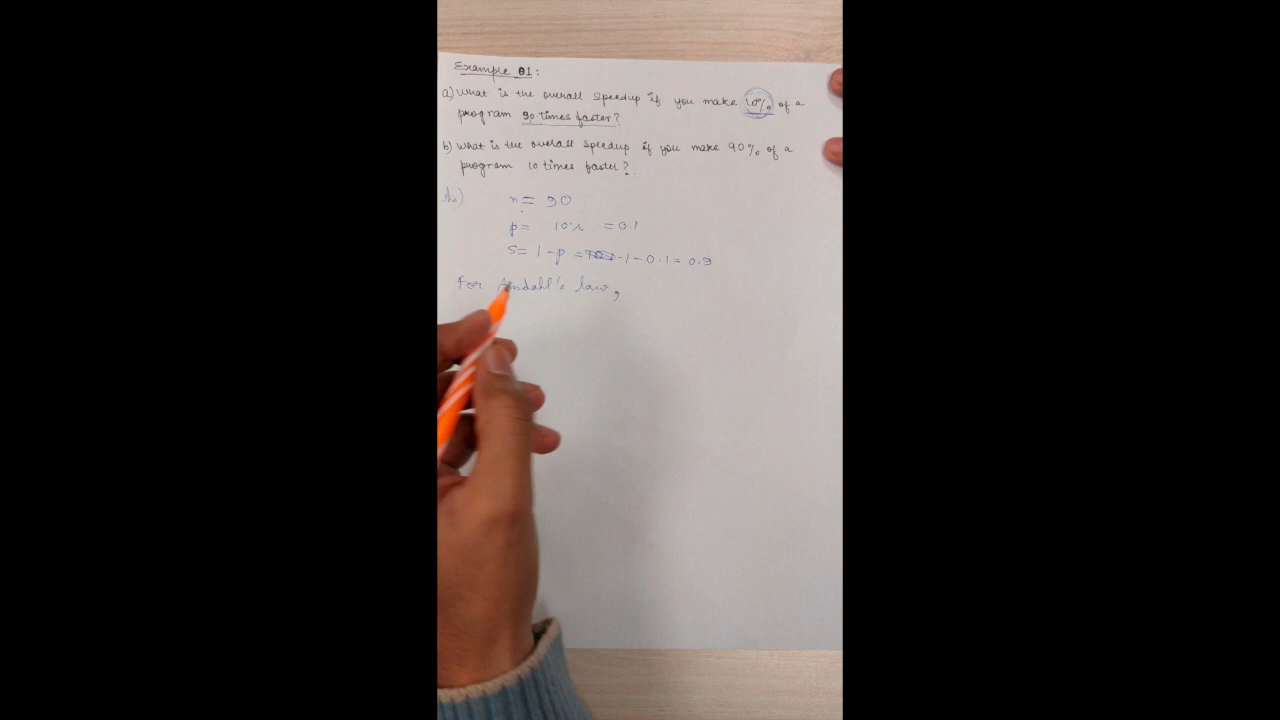 Example 01:
a) What is the overall speedup if you make 10% of a
program 90 times faster?
b) What is the overall speedup if you make 90% of a
program 10 times faster?
Ans)
n = 90
p = 10% = 0.1
S = 1 - p = 1 - 0.1 = 0.9
For Amdahl's law,